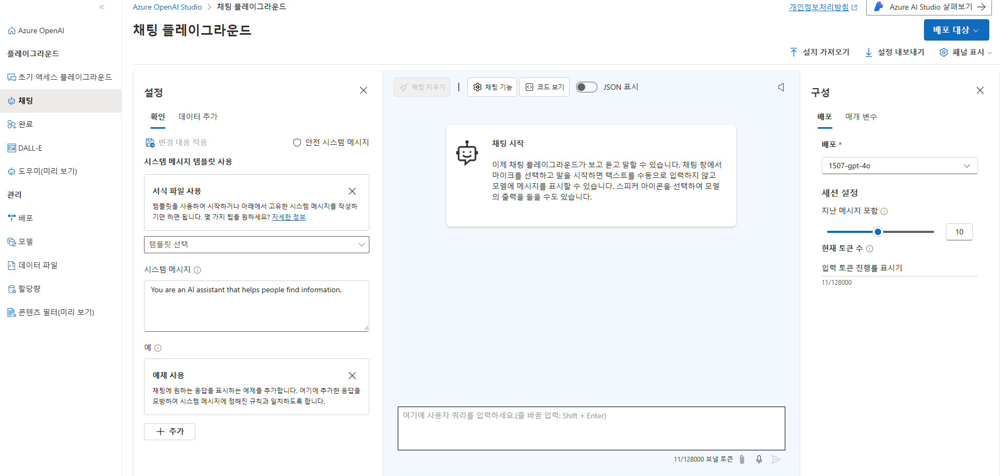 Azure OpenAI Studio > 채팅 플레이그라운드
개인정보처리방침
Azure AI Studio 살펴보기
채팅 플레이그라운드
배포 대상
설치 가져오기
설정 내보내기
패널 표시
Azure OpenAI
플레이그라운드
초기 액세스 플레이그라운드
채팅
완료
DALL-E
도우미(미리 보기)
관리
배포
모델
데이터 파일
할당량
콘텐츠 필터(미리 보기)
설정
확인
데이터 추가
변경 내용 적용
안전 시스템 메시지
시스템 메시지 템플릿 사용
서식 파일 사용
템플릿을 사용하여 시작하거나 아래에서 고유한 시스템 메시지를 작성하
기만 하면 됩니다. 몇 가지 팁을 원하세요? 자세한 정보
템플릿 선택
시스템 메시지
You are an AI assistant that helps people find information.
예
예제 사용
채팅에 원하는 응답을 표시하는 예제를 추가합니다. 여기에 추가한 응답을
모방하여 시스템 메시지에 정해진 규칙과 일치하도록 합니다.
추가
채팅 지우기
채팅 기능
코드 보기
JSON 표시
채팅 시작
이제 채팅 플레이그라운드가 보고 듣고 말할 수 있습니다. 채팅 창에서
마이크를 선택하고 말을 시작하면 텍스트를 수동으로 입력하지 않고
모델에 메시지를 표시할 수 있습니다. 스피커 아이콘을 선택하여 모델
의 출력을 들을 수도 있습니다.
여기에 사용자 쿼리를 입력하세요.(줄 바꿈 입력: Shift + Enter)
11/128000 보낼 토큰
구성
배포
매개 변수
배포 *
1507-gpt-4o
세션 설정
지난 메시지 포함
10
현재 토큰 수
입력 토큰 진행률 표시기
11/128000